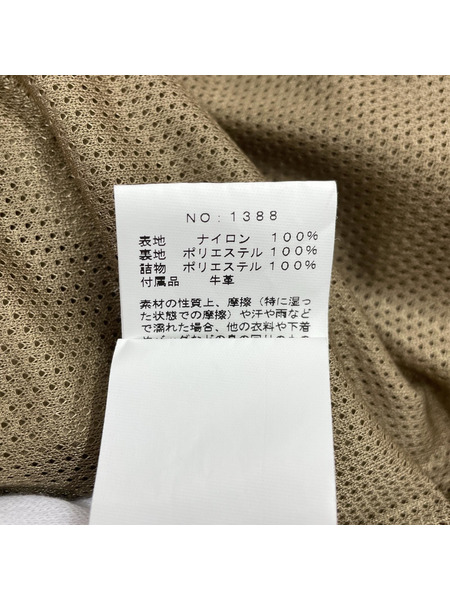 NO: 1388
表地 ナイロン 100%
裏地 ポリエステル 100%
詰物 ポリエステル 100%
付属品 牛革
素材の性質上、摩擦（特に湿っ
た状態での摩擦）や汗や雨などで
で濡れた場合、他の衣料や下着